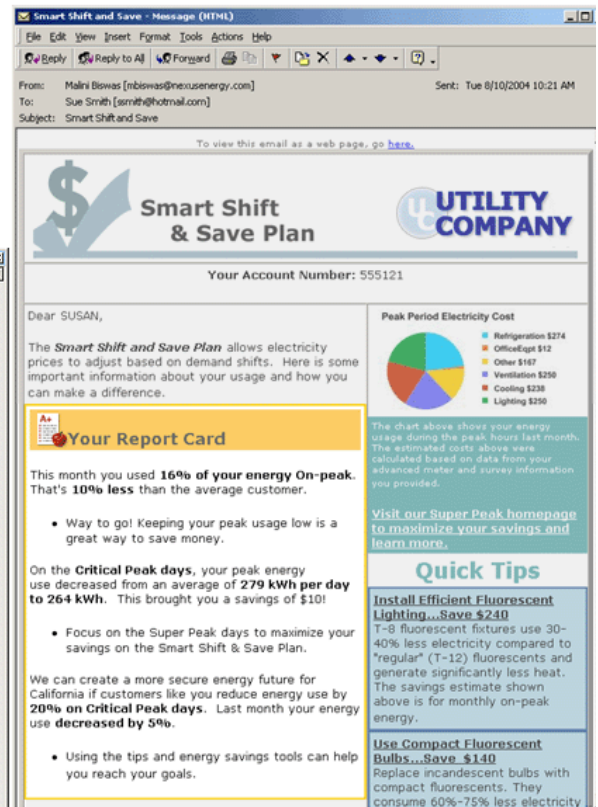 Smart Shift and Save - Message (HTML)
File Edit View Insert Format Tools Actions Help
Reply Reply to All Forward
From: Malini Biswas [mbiswas@nexusenergy.com] Sent: Tue 8/10/2004 10:21 AM
To: Sue Smith [ssmith@hotmail.com]
Subject: Smart Shift and Save
To view this email as a web page, go here.
$
Smart Shift
& Save Plan
UC
UTILITY
COMPANY
Your Account Number: 555121
Dear SUSAN,
The Smart Shift and Save Plan allows electricity
prices to adjust based on demand shifts. Here is some
important information about your usage and how you
can make a difference.
A+
Your Report Card
This month you used 16% of your energy On-peak.
That's 10% less than the average customer.
• Way to go! Keeping your peak usage low is a
great way to save money.
On the Critical Peak days, your peak energy
use decreased from an average of 279 kWh per day
to 264 kWh. This brought you a savings of $10!
• Focus on the Super Peak days to maximize your
savings on the Smart Shift & Save Plan.
We can create a more secure energy future for
California if customers like you reduce energy use by
20% on Critical Peak days. Last month your energy
use decreased by 5%.
• Using the tips and energy savings tools can help
you reach your goals.
Peak Period Electricity Cost
Refrigeration $274
OfficeEqpt $12
Other $167
Ventilation $250
Cooling $238
Lighting $250
The chart above shows your energy
usage during the peak hours last month.
The estimated costs above were
calculated based on data from your
advanced meter and survey information
you provided.
Visit our Super Peak homepage
to maximize your savings and
learn more.
Quick Tips
Install Efficient Fluorescent
Lighting...Save $240
T-8 fluorescent fixtures use 30-
40% less electricity compared to
"regular" (T-12) fluorescents and
generate significantly less heat.
The savings estimate shown
above is for monthly on-peak
energy.
Use Compact Fluorescent
Bulbs...Save $140
Replace incandescent bulbs with
compact fluorescents. They
consume 60%-75% less electricity